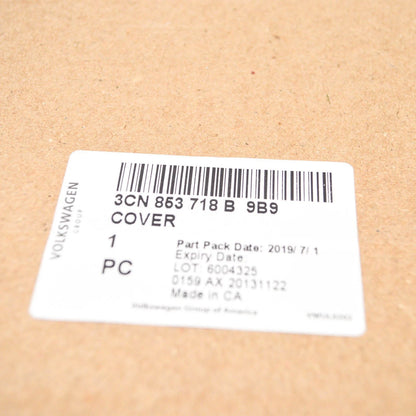 VOLKSWAGEN
GROUP
3CN 853 718 B 9B9
COVER
1
PC
Part Pack Date: 2019/ 7/ 1
Expiry Date
LOT: 6004325
0159 AX 20131122
Made in CA
Volkswagen Group of America